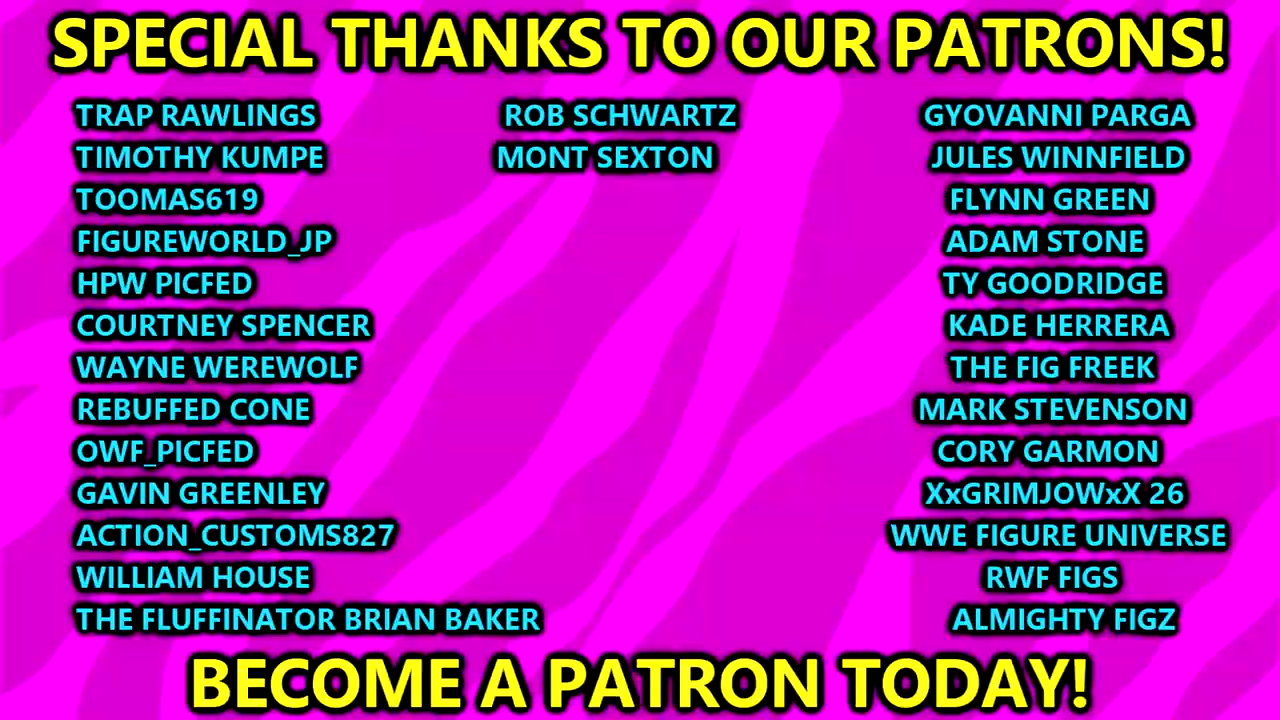 SPECIAL THANKS TO OUR PATRONS!
TRAP RAWLINGS
TIMOTHY KUMPE
TOOMAS619
FIGUREWORLD_JP
HPW PICFED
COURTNEY SPENCER
WAYNE WEREWOLF
REBUFFED CONE
OWF_PICFED
GAVIN GREENLEY
ACTION_CUSTOMS827
WILLIAM HOUSE
THE FLUFFINATOR BRIAN BAKER
ROB SCHWARTZ
MONT SEXTON
GYOVANNI PARGA
JULES WINNFIELD
FLYNN GREEN
ADAM STONE
TY GOODRIDGE
KADE HERRERA
THE FIG FREEK
MARK STEVENSON
CORY GARMON
XxGRIMJOWxX 26
WWE FIGURE UNIVERSE
RWF FIGS
ALMIGHTY FIGZ
BECOME A PATRON TODAY!